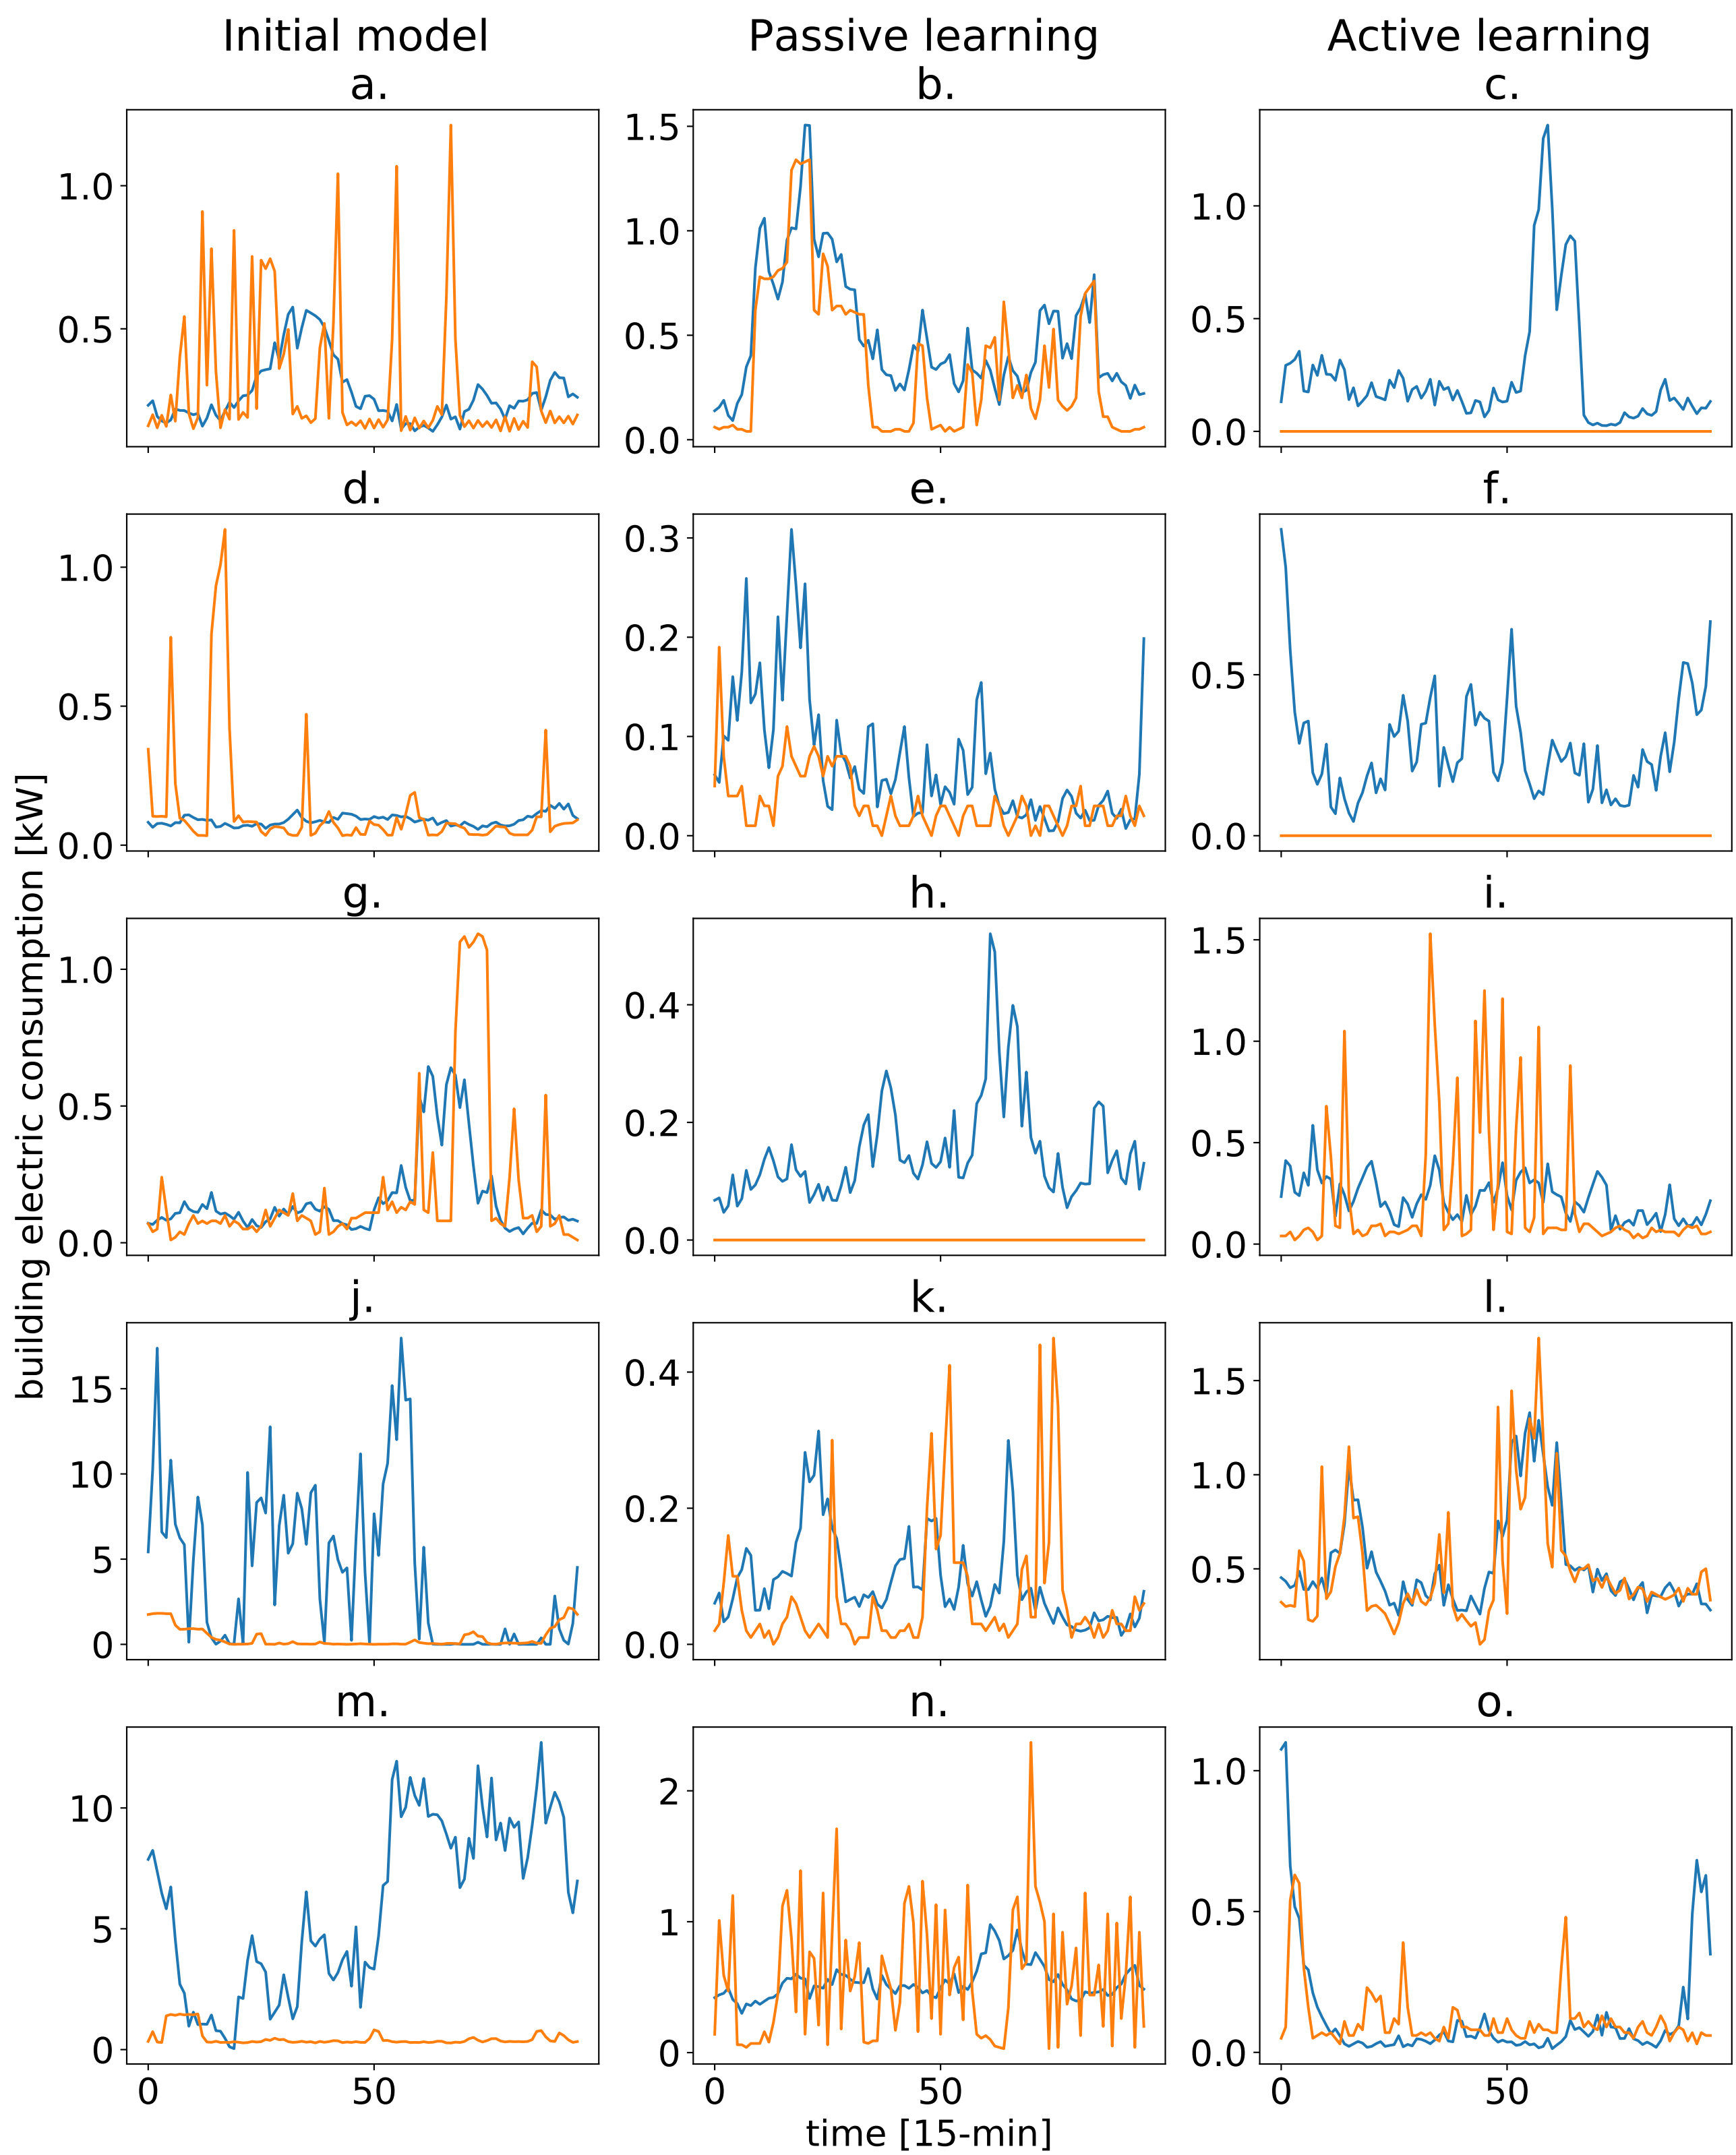 Initial model
Passive learning
Active learning
a.
b.
c.
1.0
0.5
1.5
1.0
0.5
0.0
1.0
0.5
0.0
d.
e.
f.
1.0
0.5
0.0
0.3
0.2
0.1
0.0
0.5
0.0
g.
h.
i.
1.0
0.5
0.0
0.4
0.2
0.0
1.5
1.0
0.5
0.0
building electric consumption [kW]
j.
k.
l.
15
10
5
0
0.4
0.2
0.0
1.5
1.0
0.5
m.
n.
o.
10
5
0
2
1
0
1.0
0.5
0.0
0 50
0 50
0 50
time [15-min]